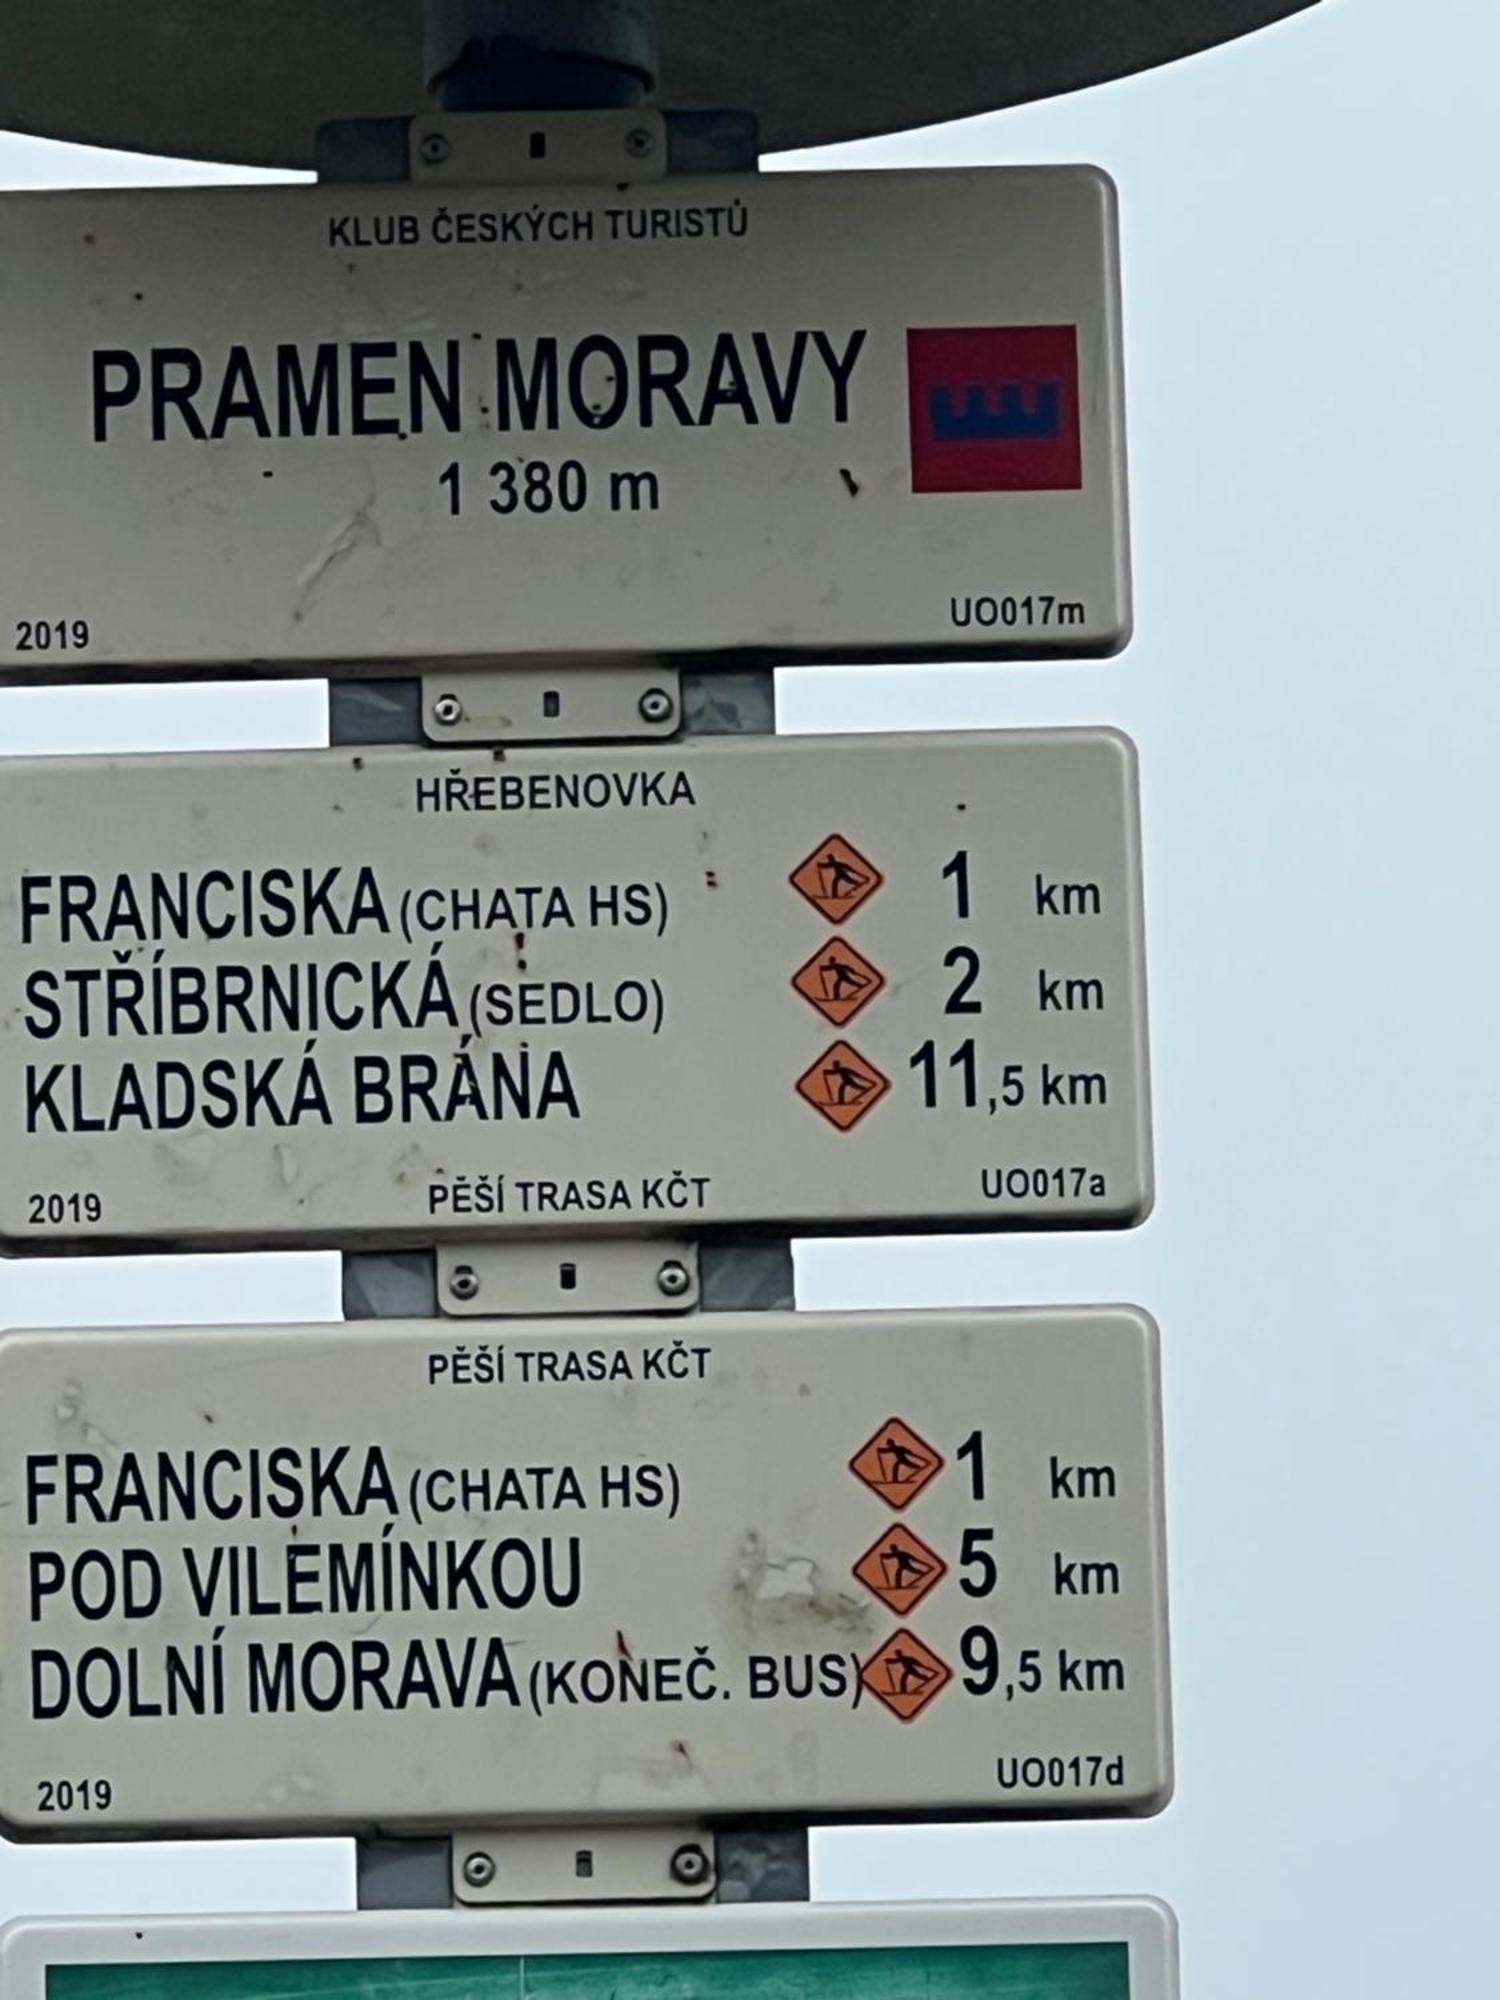 KLUB ČESKÝCH TURISTŮ
PRAMEN MORAVY
1 380 m
2019 UO017m
HŘEBENOVKA
FRANCISKA (CHATA HS) 1 km
STŘÍBRNICKÁ (SEDLO) 2 km
KLADSKÁ BRÁNA 11,5 km
2019 PĚŠÍ TRASA KČT UO017a
PĚŠÍ TRASA KČT
FRANCISKA (CHATA HS) 1 km
POD VILEMÍNKOU 5 km
DOLNÍ MORAVA (KONEČ. BUS) 9,5 km
2019 UO017d